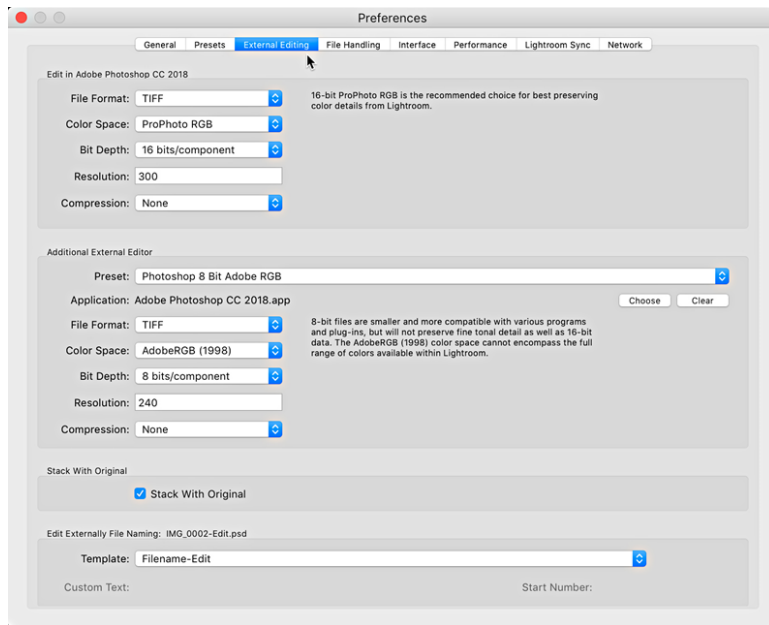 Preferences
General Presets External Editing File Handling Interface Performance Lightroom Sync Network
Edit in Adobe Photoshop CC 2018
File Format: TIFF
16-bit ProPhoto RGB is the recommended choice for best preserving
color details from Lightroom.
Color Space: ProPhoto RGB
Bit Depth: 16 bits/component
Resolution: 300
Compression: None
Additional External Editor
Preset: Photoshop 8 Bit Adobe RGB
Application: Adobe Photoshop CC 2018.app Choose Clear
File Format: TIFF
8-bit files are smaller and more compatible with various programs
and plug-ins, but will not preserve fine tonal detail as well as 16-bit
data. The AdobeRGB (1998) color space cannot encompass the full
range of colors available within Lightroom.
Color Space: AdobeRGB (1998)
Bit Depth: 8 bits/component
Resolution: 240
Compression: None
Stack With Original
Stack With Original
Edit Externally File Naming: IMG_0002-Edit.psd
Template: Filename-Edit
Custom Text: Start Number: